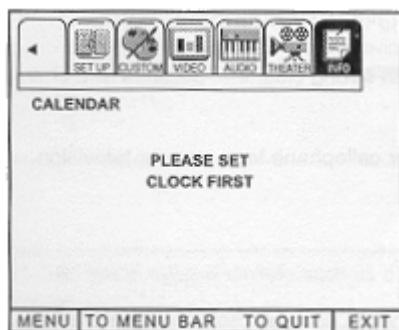 SET UP CUSTOM VIDEO AUDIO THEATER INFO
CALENDAR
PLEASE SET
CLOCK FIRST
MENU TO MENU BAR TO QUIT EXIT